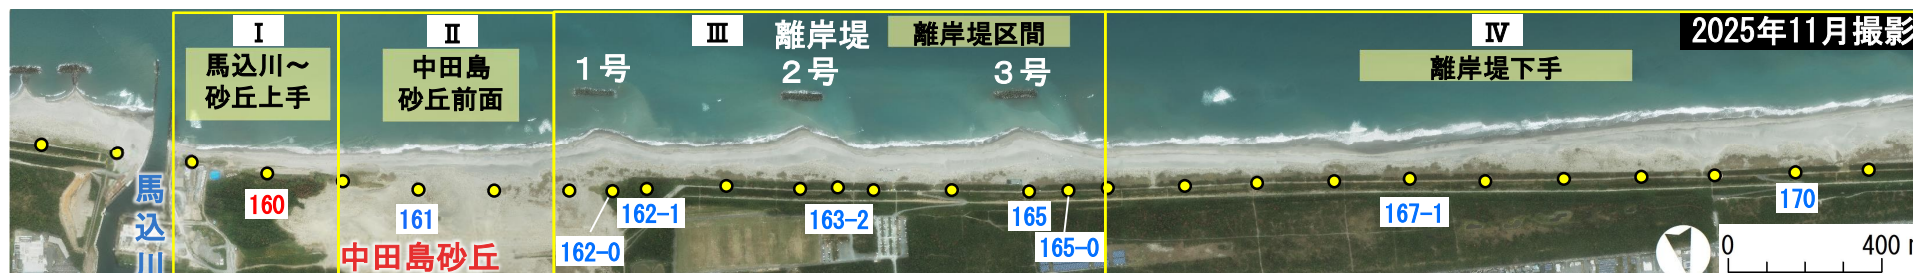 Ⅰ
馬込川～
砂丘上手
Ⅱ
中田島
砂丘前面
Ⅲ
離岸堤
離岸堤区間
１号
２号
３号
Ⅳ
離岸堤下手
2025年11月撮影
馬込川
160
161
中田島砂丘
162-0
162-1
163-2
165
165-0
167-1
170
0
400 m